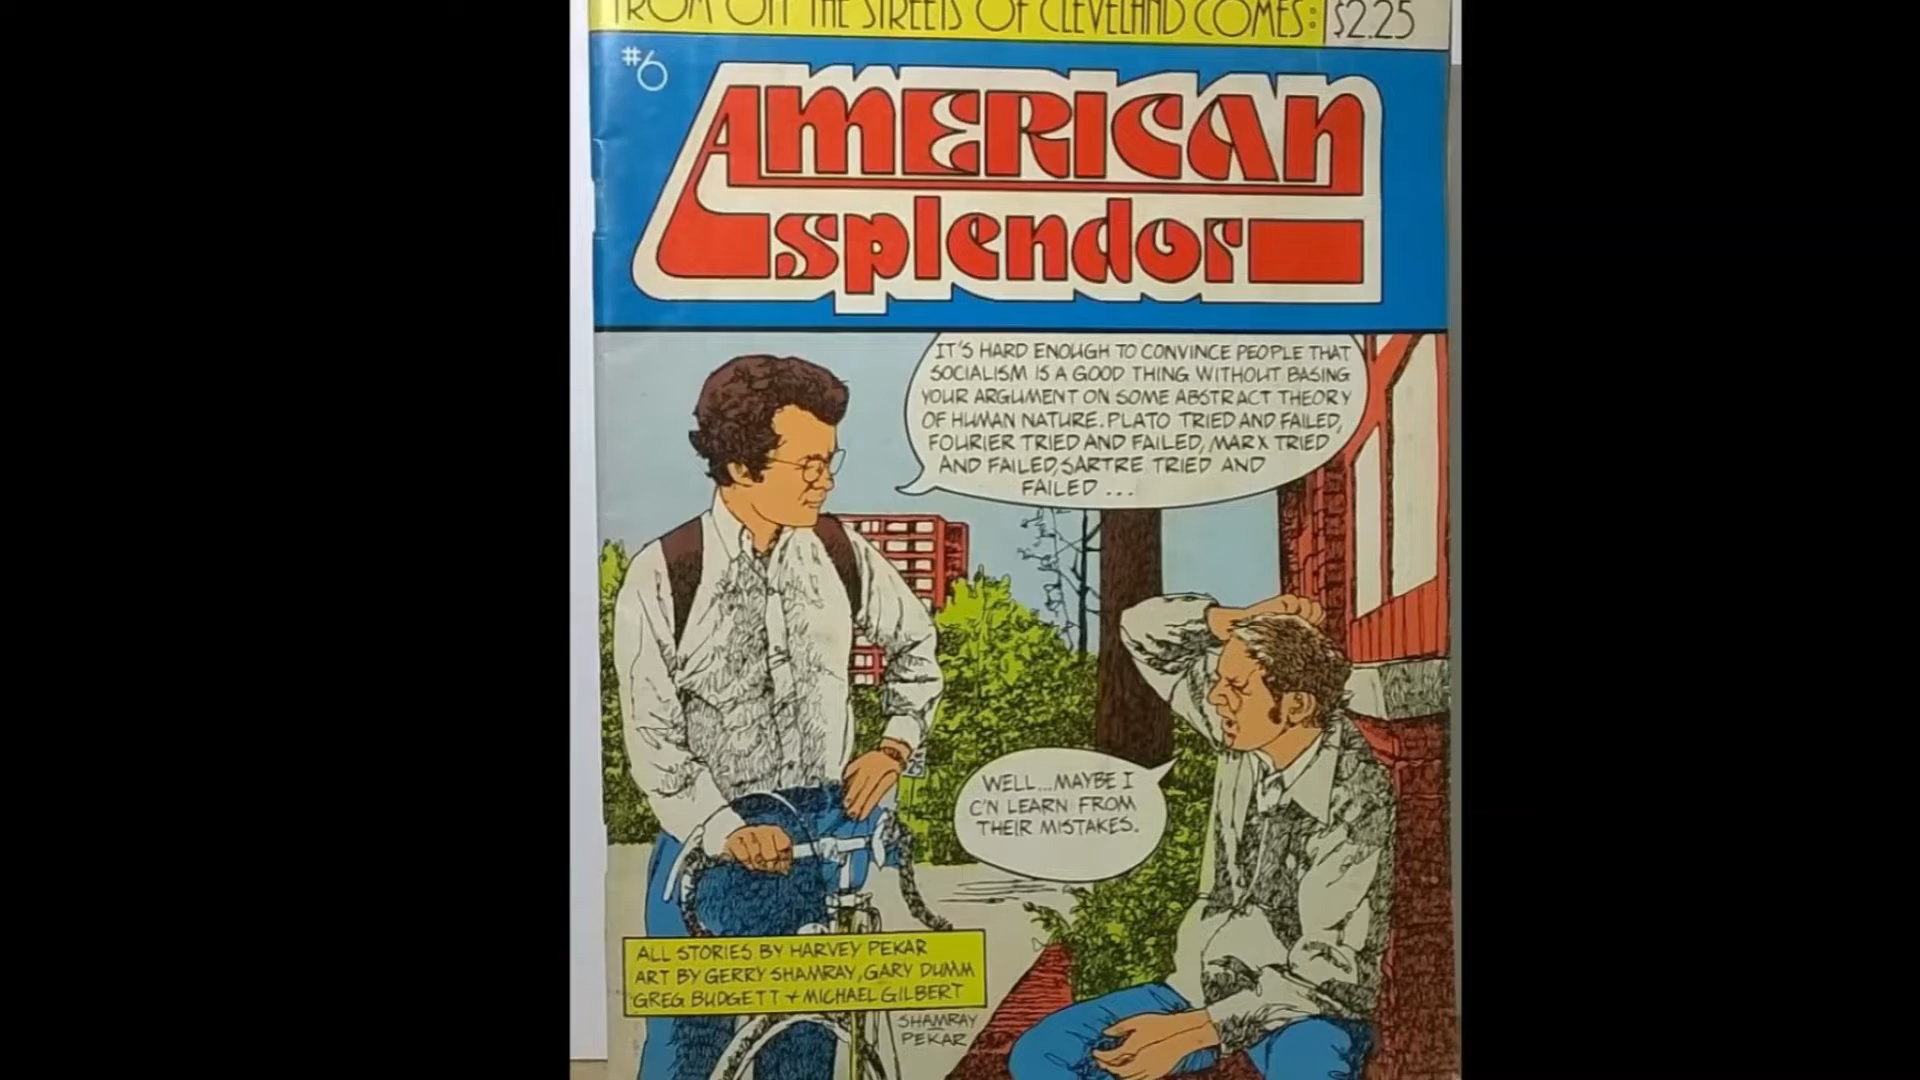 FROM OFF THE STREETS OF CLEVELAND COMES:
$2.25
#6
AMERICAN
splendor
IT'S HARD ENOUGH TO CONVINCE PEOPLE THAT
SOCIALISM IS A GOOD THING WITHOUT BASING
YOUR ARGUMENT ON SOME ABSTRACT THEORY
OF HUMAN NATURE. PLATO TRIED AND FAILED,
FOURIER TRIED AND FAILED, MARX TRIED
AND FAILED, SARTRE TRIED AND
FAILED ...
WELL...MAYBE I
C'N LEARN FROM
THEIR MISTAKES.
ALL STORIES BY HARVEY PEKAR
ART BY GERRY SHAMRAY, GARY DUMM
GREG BUDGETT + MICHAEL GILBERT
SHAMRAY
PEKAR